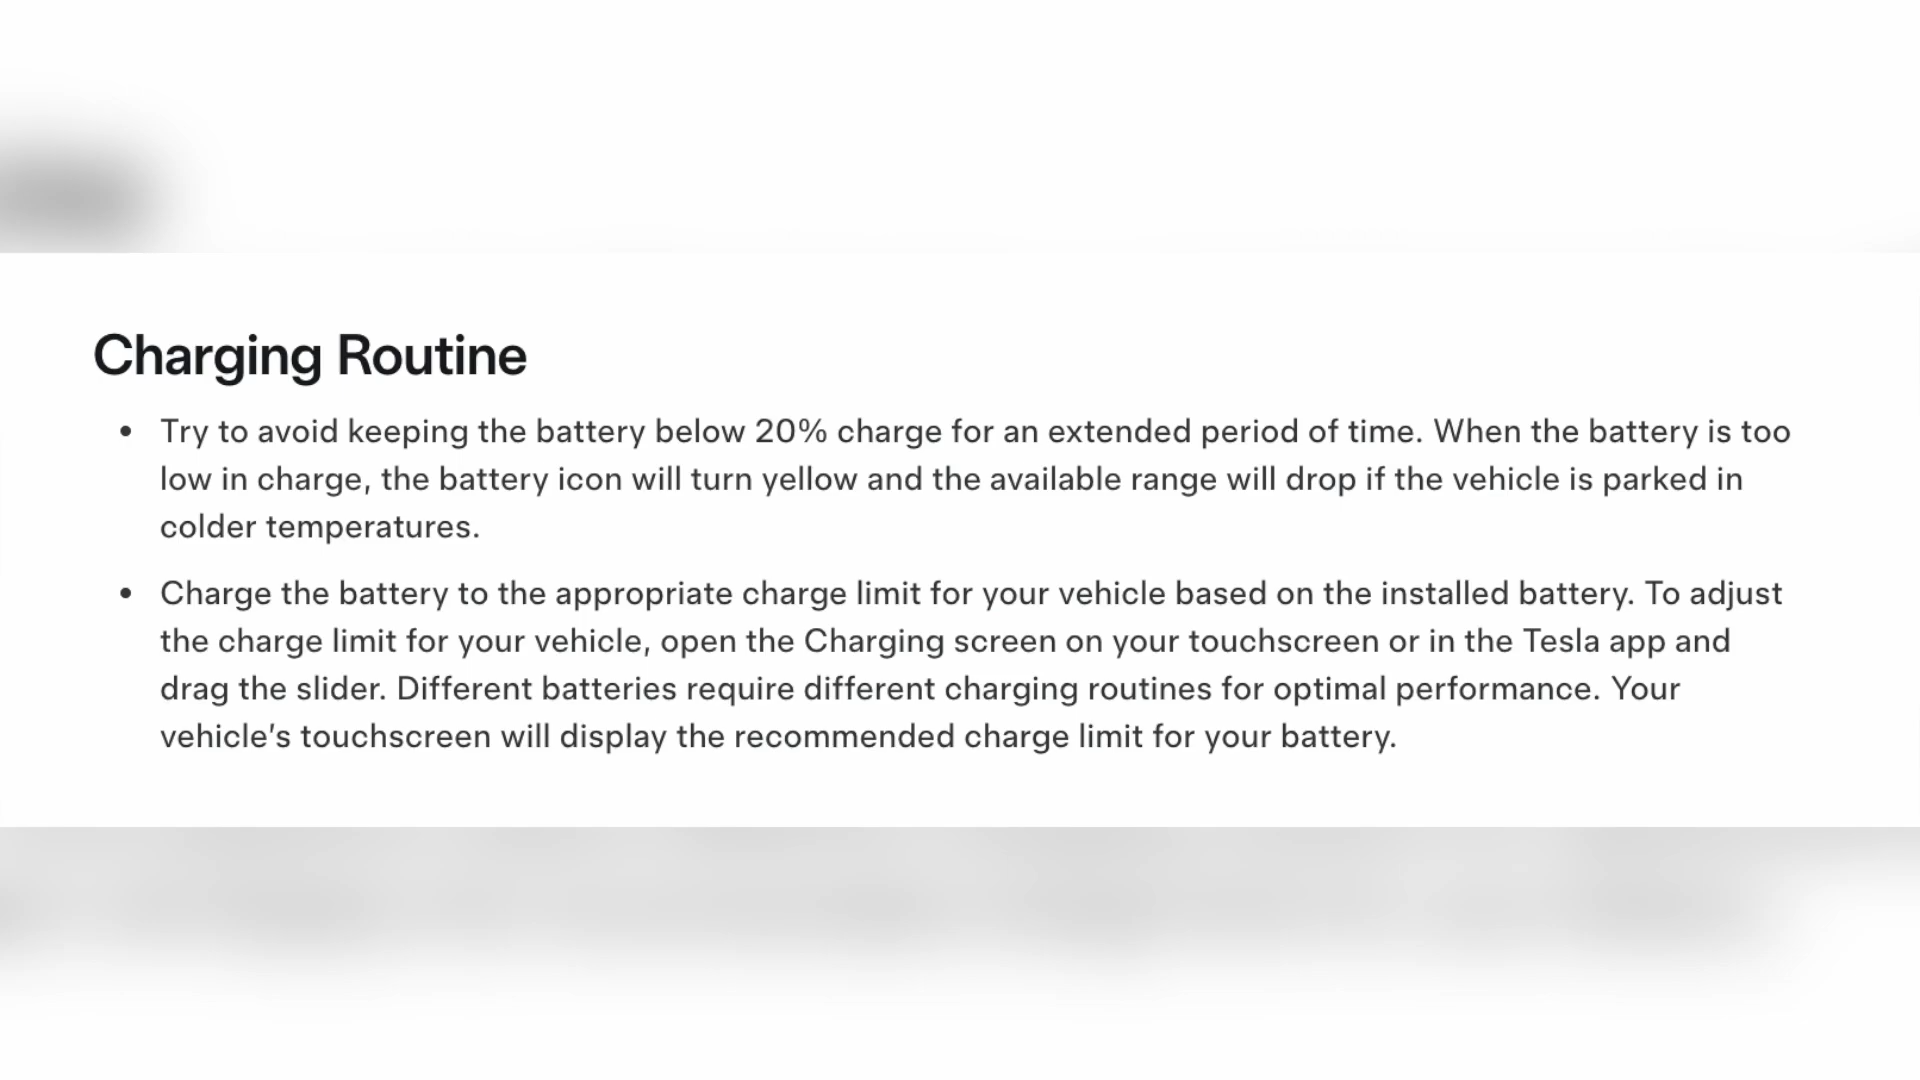 Charging Routine
• Try to avoid keeping the battery below 20% charge for an extended period of time. When the battery is too
low in charge, the battery icon will turn yellow and the available range will drop if the vehicle is parked in
colder temperatures.
• Charge the battery to the appropriate charge limit for your vehicle based on the installed battery. To adjust
the charge limit for your vehicle, open the Charging screen on your touchscreen or in the Tesla app and
drag the slider. Different batteries require different charging routines for optimal performance. Your
vehicle’s touchscreen will display the recommended charge limit for your battery.